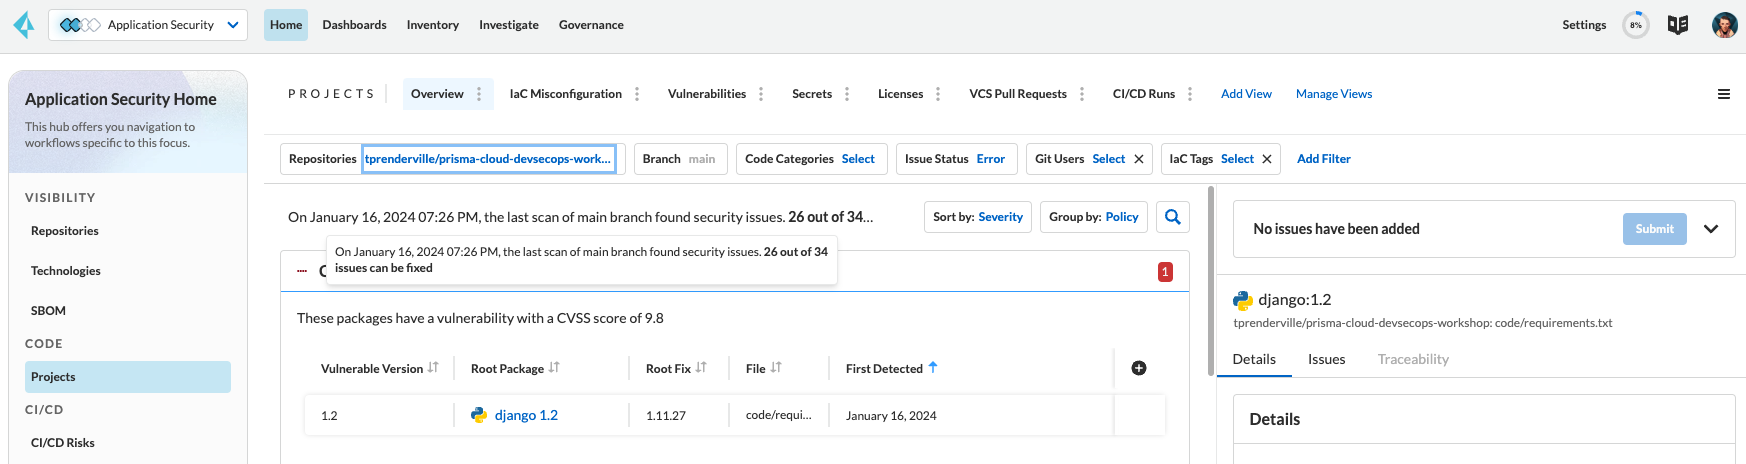 Application Security
Home
Dashboards
Inventory
Investigate
Governance
Settings
8%
Application Security Home
This hub offers you navigation to
workflows specific to this focus.
VISIBILITY
Repositories
Technologies
SBOM
CODE
Projects
CI/CD
CI/CD Risks
PROJECTS
Overview
IaC Misconfiguration
Vulnerabilities
Secrets
Licenses
VCS Pull Requests
CI/CD Runs
Add View
Manage Views
Repositories tprenderville/prisma-cloud-devsecops-work...
Branch main
Code Categories Select
Issue Status Error
Git Users Select
IaC Tags Select
Add Filter
On January 16, 2024 07:26 PM, the last scan of main branch found security issues. 26 out of 34...
Sort by: Severity
Group by: Policy
On January 16, 2024 07:26 PM, the last scan of main branch found security issues. 26 out of 34
issues can be fixed
1
These packages have a vulnerability with a CVSS score of 9.8
Vulnerable Version
Root Package
Root Fix
File
First Detected
1.2
django 1.2
1.11.27
code/requi...
January 16, 2024
No issues have been added
Submit
django:1.2
tprenderville/prisma-cloud-devsecops-workshop: code/requirements.txt
Details
Issues
Traceability
Details